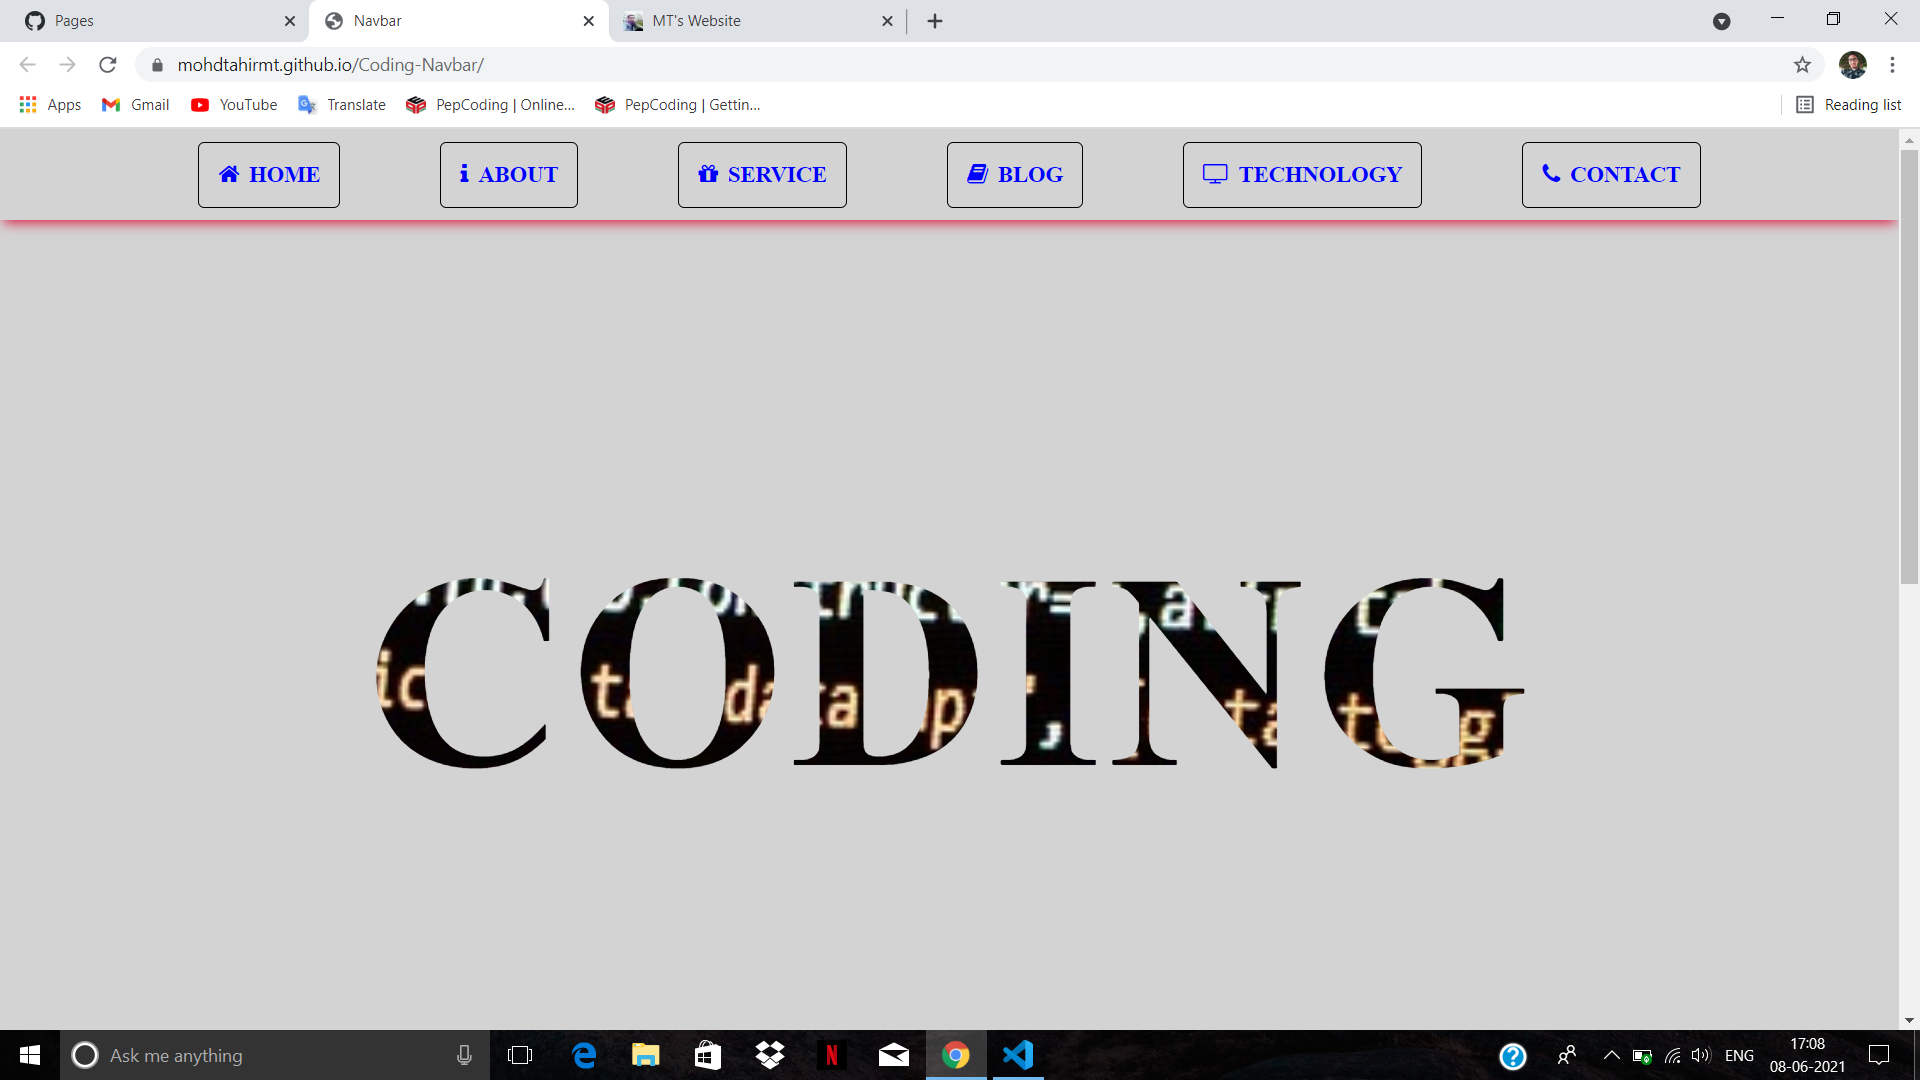 Pages
Navbar
MT's Website
mohdtahirmt.github.io/Coding-Navbar/
Apps
Gmail
YouTube
Translate
PepCoding | Online...
PepCoding | Gettin...
Reading list
HOME
ABOUT
SERVICE
BLOG
TECHNOLOGY
CONTACT
CODING
Ask me anything
ENG
17:08
08-06-2021